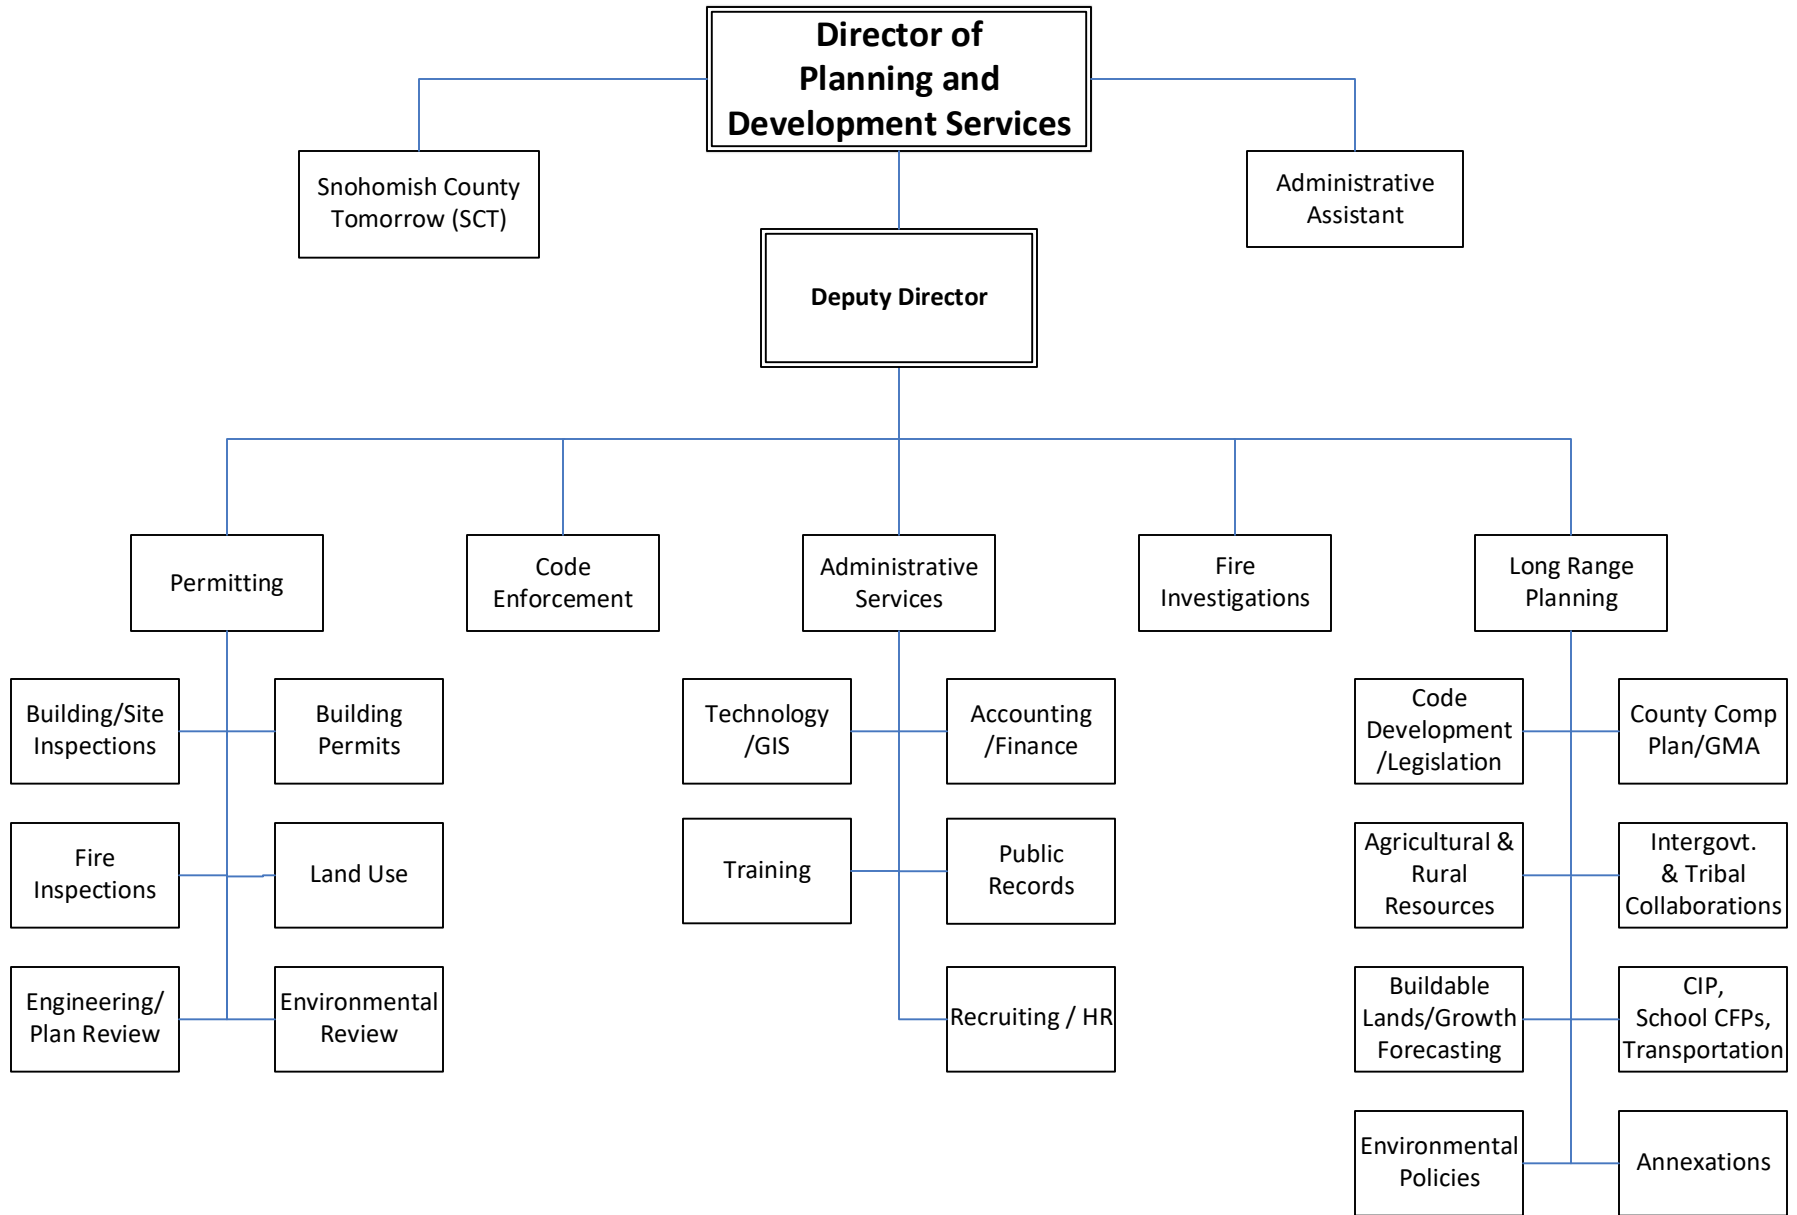 Director of
Planning and
Development Services
Snohomish County
Tomorrow (SCT)
Administrative
Assistant
Deputy Director
Permitting
Code
Enforcement
Administrative
Services
Fire
Investigations
Long Range
Planning
Building/Site
Inspections
Building
Permits
Technology
/GIS
Accounting
/Finance
Code
Development
/Legislation
County Comp
Plan/GMA
Fire
Inspections
Land Use
Training
Public
Records
Agricultural &
Rural
Resources
Intergovt.
& Tribal
Collaborations
Engineering/
Plan Review
Environmental
Review
Recruiting / HR
Buildable
Lands/Growth
Forecasting
CIP,
School CFPs,
Transportation
Environmental
Policies
Annexations